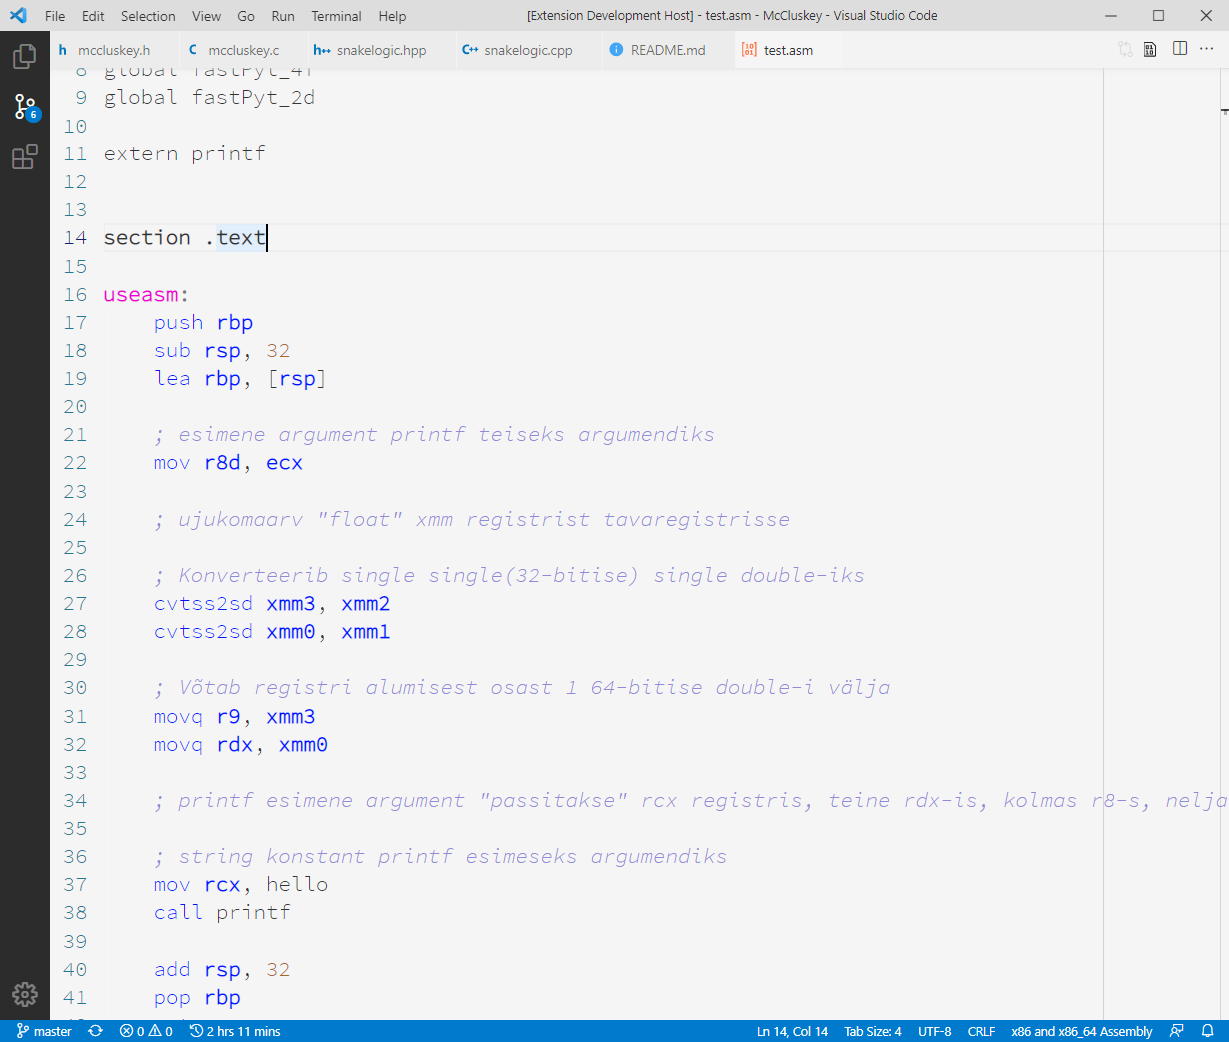 File Edit Selection View Go Run Terminal Help [Extension Development Host] - test.asm - McCluskey - Visual Studio Code
h mccluskey.h C mccluskey.c h++ snakelogic.hpp C++ snakelogic.cpp README.md test.asm
8 global fastPyt_4f
9 global fastPyt_2d
10
11 extern printf
12
13
14 section .text
15
16 useasm:
17 push rbp
18 sub rsp, 32
19 lea rbp, [rsp]
20
21 ; esimene argument printf teiseks argumendiks
22 mov r8d, ecx
23
24 ; ujukomaarv "float" xmm registrist tavaregistrisse
25
26 ; Konverteerib single single(32-bitise) single double-iks
27 cvtss2sd xmm3, xmm2
28 cvtss2sd xmm0, xmm1
29
30 ; Võtab registri alumisest osast 1 64-bitise double-i välja
31 movq r9, xmm3
32 movq rdx, xmm0
33
34 ; printf esimene argument "passitakse" rcx registris, teine rdx-is, kolmas r8-s, nelja
35
36 ; string konstant printf esimeseks argumendiks
37 mov rcx, hello
38 call printf
39
40 add rsp, 32
41 pop rbp
6
master 0 0 2 hrs 11 mins Ln 14, Col 14 Tab Size: 4 UTF-8 CRLF x86 and x86_64 Assembly